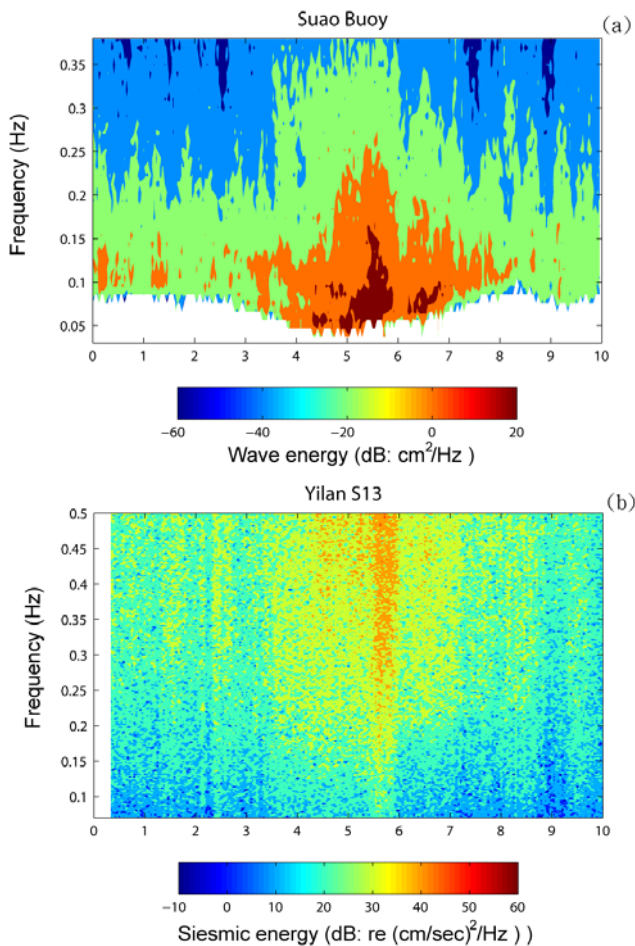 Suao Buoy
(a)
0.35
0.3
0.25
0.2
0.15
0.1
0.05
Frequency (Hz)
0 1 2 3 4 5 6 7 8 9 10
−60 −40 −20 0 20
Wave energy (dB: cm²/Hz )
Yilan S13
(b)
0.5
0.45
0.4
0.35
0.3
0.25
0.2
0.15
0.1
Frequency (Hz)
0 1 2 3 4 5 6 7 8 9 10
−10 0 10 20 30 40 50 60
Siesmic energy (dB: re (cm/sec)²/Hz ) )